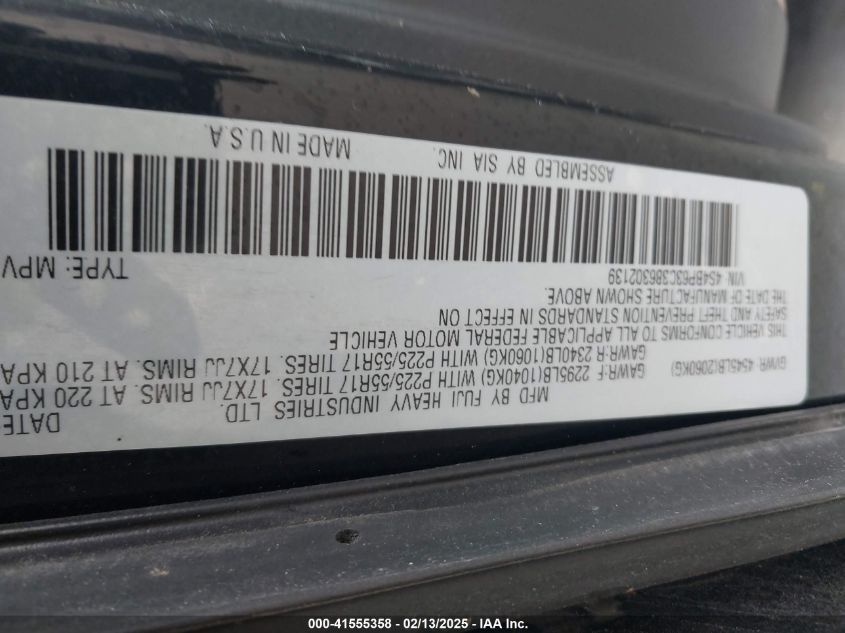 MFD BY FUJI HEAVY INDUSTRIES LTD. DATE
GVWR: 4545LB(2060KG)
GAWR:F 2295LB(1040KG) WITH P225/55R17 TIRES. 17X7JJ RIMS. AT 220 KPA
GAWR:R 2340LB(1060KG) WITH P225/55R17 TIRES. 17X7JJ RIMS. AT 210 KPA
THIS VEHICLE CONFORMS TO ALL APPLICABLE FEDERAL MOTOR VEHICLE
SAFETY AND THEFT PREVENTION STANDARDS IN EFFECT ON
THE DATE OF MANUFACTURE SHOWN ABOVE.
VIN 4S4BP63C386302139 TYPE: MPV
ASSEMBLED BY SIA INC. MADE IN U.S.A.
000-41555358 - 02/13/2025 - IAA Inc.